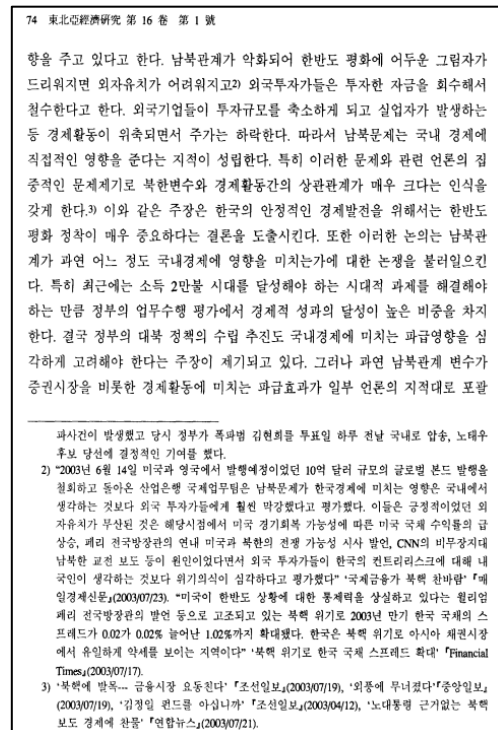 74 東北亞經濟硏究 第 16 卷 第 1 號
향을 주고 있다고 한다. 남북관계가 악화되어 한반도 평화에 어두운 그림자가
드리워지면 외자유치가 어려워지고2) 외국투자가들은 투자한 자금을 회수해서
철수한다고 한다. 외국기업들이 투자규모를 축소하게 되고 실업자가 발생하는
등 경제활동이 위축되면서 주가는 하락한다. 따라서 남북문제는 국내 경제에
직접적인 영향을 준다는 지적이 성립한다. 특히 이러한 문제와 관련 언론의 집
중적인 문제제기로 북한변수와 경제활동간의 상관관계가 매우 크다는 인식을
갖게 한다.3) 이와 같은 주장은 한국의 안정적인 경제발전을 위해서는 한반도
평화 정착이 매우 중요하다는 결론을 도출시킨다. 또한 이러한 논의는 남북관
계가 과연 어느 정도 국내경제에 영향을 미치는가에 대한 논쟁을 불러일으킨
다. 특히 최근에는 소득 2만불 시대를 달성해야 하는 시대적 과제를 해결해야
하는 만큼 정부의 업무수행 평가에서 경제적 성과의 달성이 높은 비중을 차지
한다. 결국 정부의 대북 정책의 수립 추진도 국내경제에 미치는 파급영향을 심
각하게 고려해야 한다는 주장이 제기되고 있다. 그러나 과연 남북관계 변수가
증권시장을 비롯한 경제활동에 미치는 파급효과가 일부 언론의 지적대로 포괄
파사건이 발생했고 당시 정부가 폭파범 김현희를 투표일 하루 전날 국내로 압송, 노태우
후보 당선에 결정적인 기여를 했다.
2) “2003년 6월 14일 미국과 영국에서 발행예정이었던 10억 달러 규모의 글로벌 본드 발행을
철회하고 돌아온 산업은행 국제업무팀은 남북문제가 한국경제에 미치는 영향은 국내에서
생각하는 것보다 외국 투자가들에게 훨씬 막강했다고 평가했다. 이들은 긍정적이었던 외
자유치가 무산된 것은 해당시점에서 미국 경기회복 가능성에 따른 미국 국채 수익률의 급
상승, 페리 전국방장관의 연내 미국과 북한의 전쟁 가능성 시사 발언, CNN의 비무장지대
남북한 교전 보도 등이 원인이었다면서 외국 투자가들이 한국의 컨트리리스크에 대해 내
국인이 생각하는 것보다 위기의식이 심각하다고 평가했다” ‘국제금융가 북핵 찬바람’ 『매
일경제신문』(2003/07/23). “미국이 한반도 상황에 대한 통제력을 상실하고 있다는 윌리엄
페리 전국방장관의 발언 등으로 고조되고 있는 북핵 위기로 2003년 만기 한국 국채의 스
프레드가 0.02가 0.02% 늘어난 1.02%까지 확대됐다. 한국은 북핵 위기로 아시아 채권시장
에서 유일하게 약세를 보이는 지역이다” ‘북핵 위기로 한국 국채 스프레드 확대’ 『Financial
Times』(2003/07/17).
3) ‘북핵에 발목--- 금융시장 요동친다’ 『조선일보』(2003/07/19), ‘외풍에 무너졌다’『중앙일보』
(2003/07/19), ‘김정일 펀드를 아십니까’ 『조선일보』(2003/04/12), ‘노대통령 근거없는 북핵
보도 경제에 찬물’ 『연합뉴스』(2003/07/21).